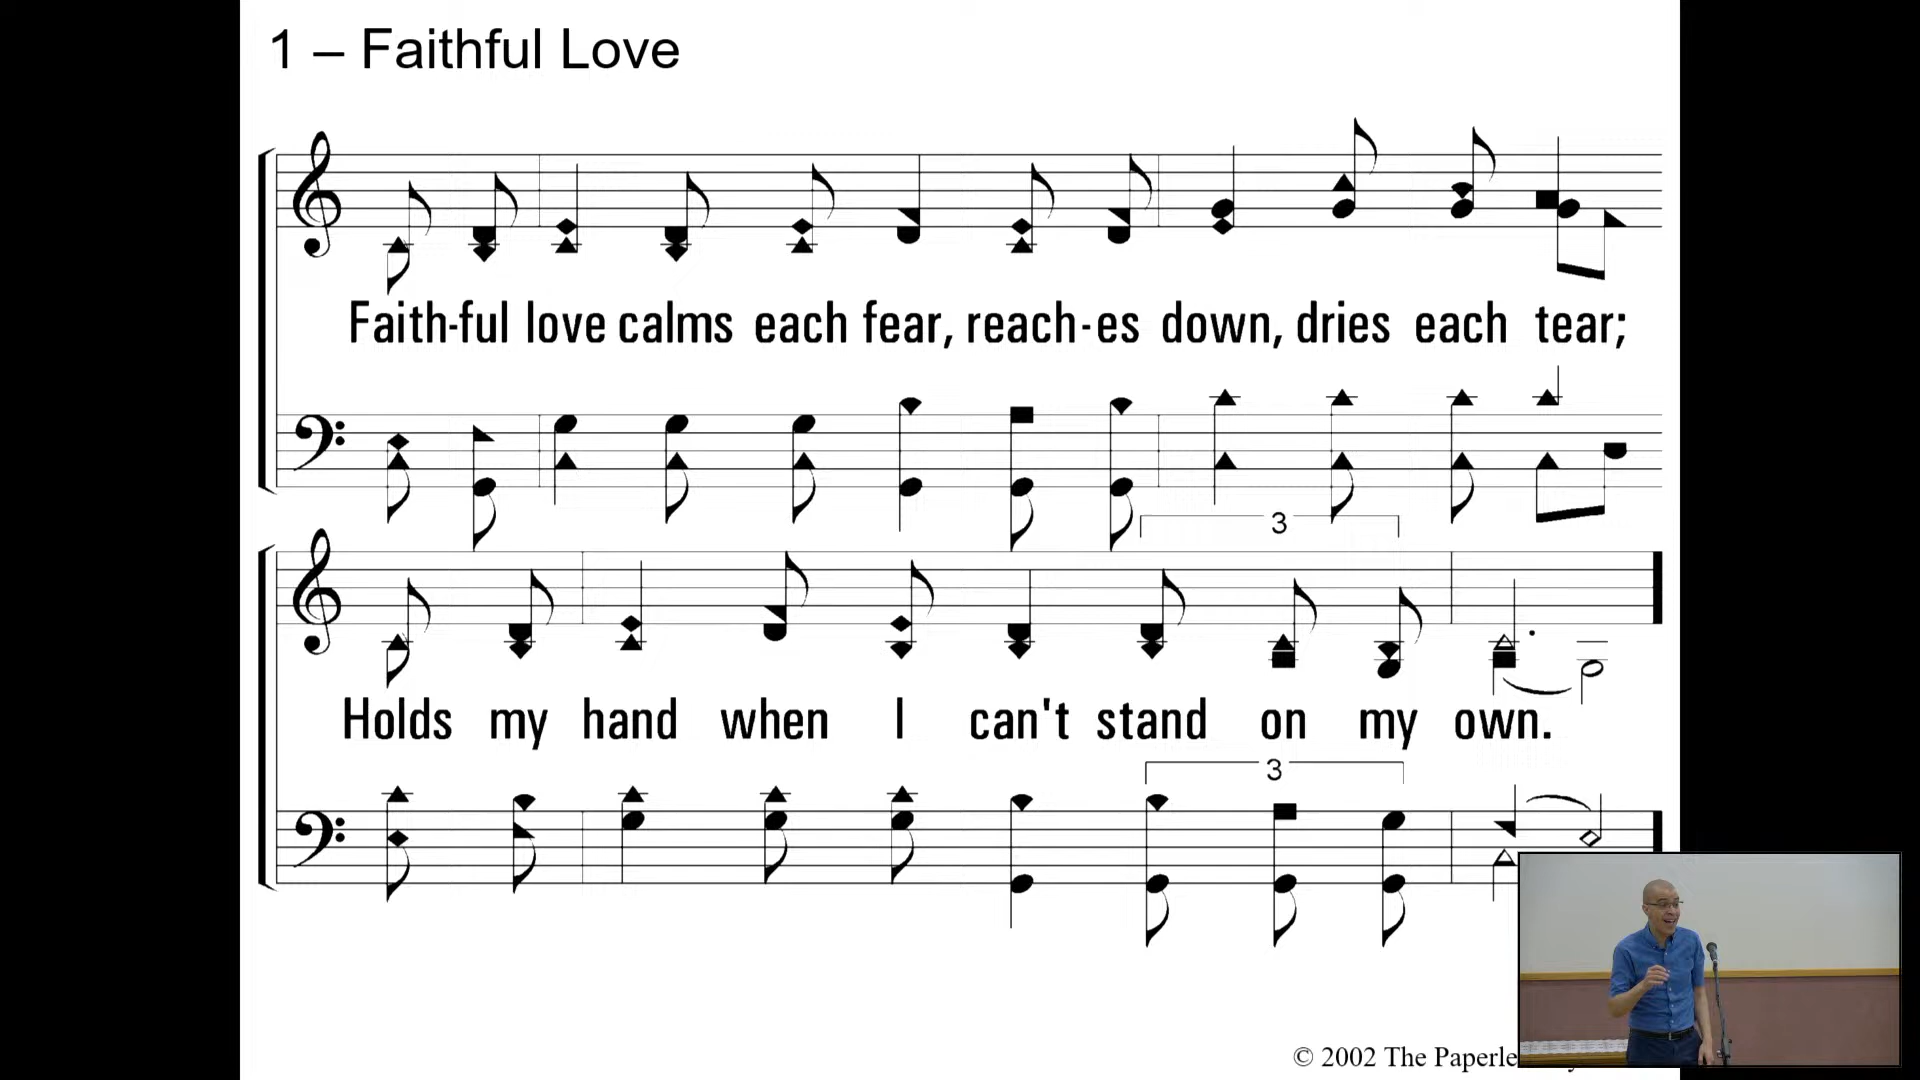 1 – Faithful Love
Faith-ful love calms each fear, reach-es down, dries each tear;
3
Holds my hand when I can't stand on my own.
3
© 2002 The